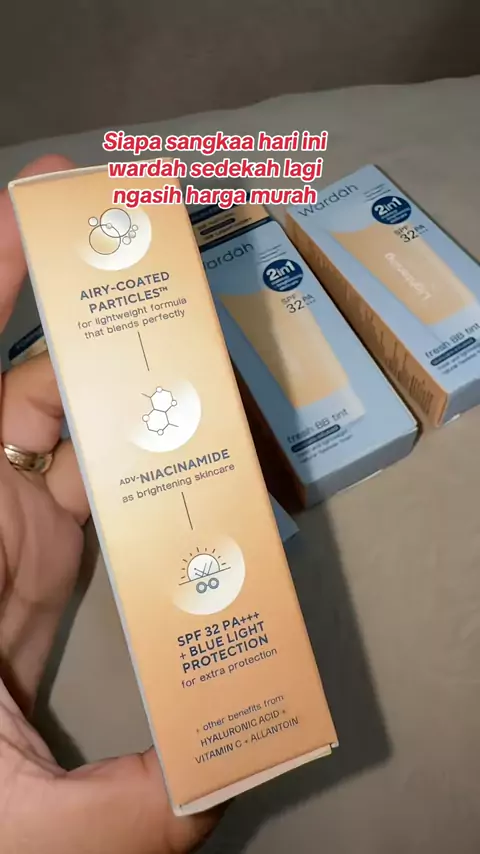 Siapa sangkaa hari ini
wardah sedekah lagi
ngasih harga murah
AIRY-COATED
PARTICLES™
for lightweight formula
that blends perfectly
ADV-NIACINAMIDE
as brightening skincare
SPF 32 PA+++
+ BLUE LIGHT
PROTECTION
for extra protection
+ other benefits from
HYALURONIC ACID +
VITAMIN C + ALLANTOIN
wardah
2in1
SPF
32 PA
+++
fresh BB tint
wardah
2in1
SPF
32 PA
+++
fresh BB tint